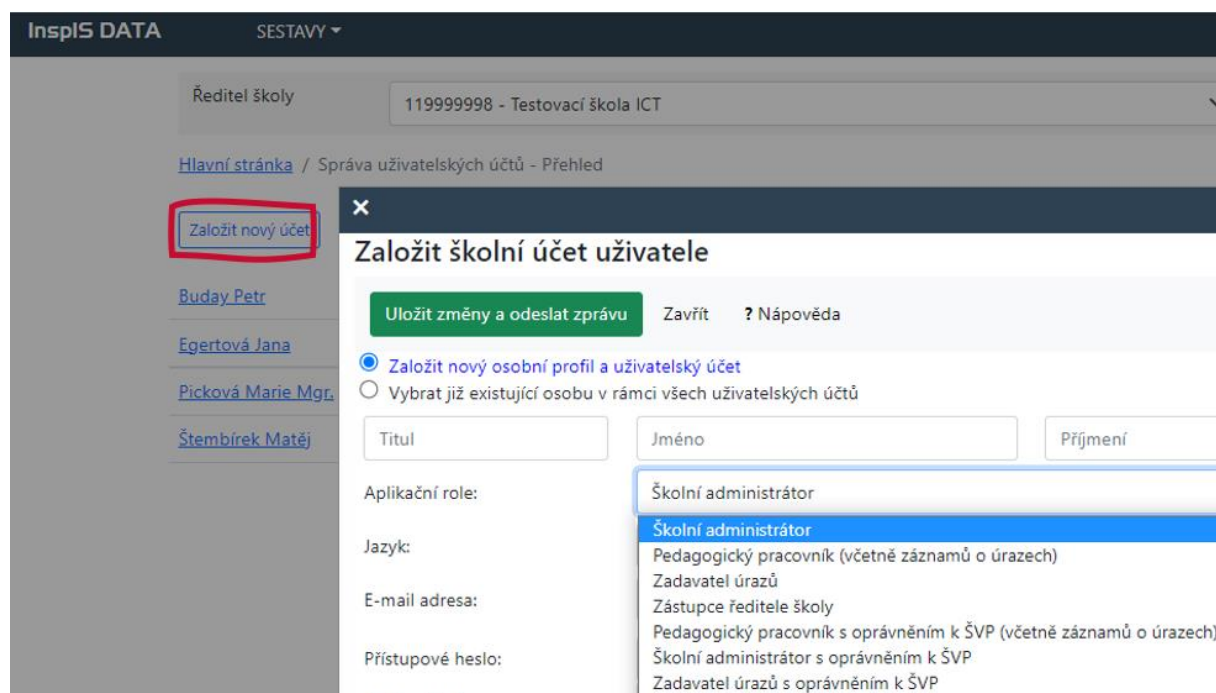 InspIS DATA SESTAVY
Ředitel školy 119999998 - Testovací škola ICT
Hlavní stránka / Správa uživatelských účtů - Přehled
Založit nový účet
×
Založit školní účet uživatele
Uložit změny a odeslat zprávu Zavřít ? Nápověda
Buday Petr
Egertová Jana
Picková Marie Mgr.
Štembírek Matěj
Založit nový osobní profil a uživatelský účet
Vybrat již existující osobu v rámci všech uživatelských účtů
Titul Jméno Příjmení
Aplikační role: Školní administrátor
Školní administrátor
Pedagogický pracovník (včetně záznamů o úrazech)
Zadavatel úrazů
Zástupce ředitele školy
Pedagogický pracovník s oprávněním k ŠVP (včetně záznamů o úrazech)
Školní administrátor s oprávněním k ŠVP
Zadavatel úrazů s oprávněním k ŠVP
Jazyk:
E-mail adresa:
Přístupové heslo: